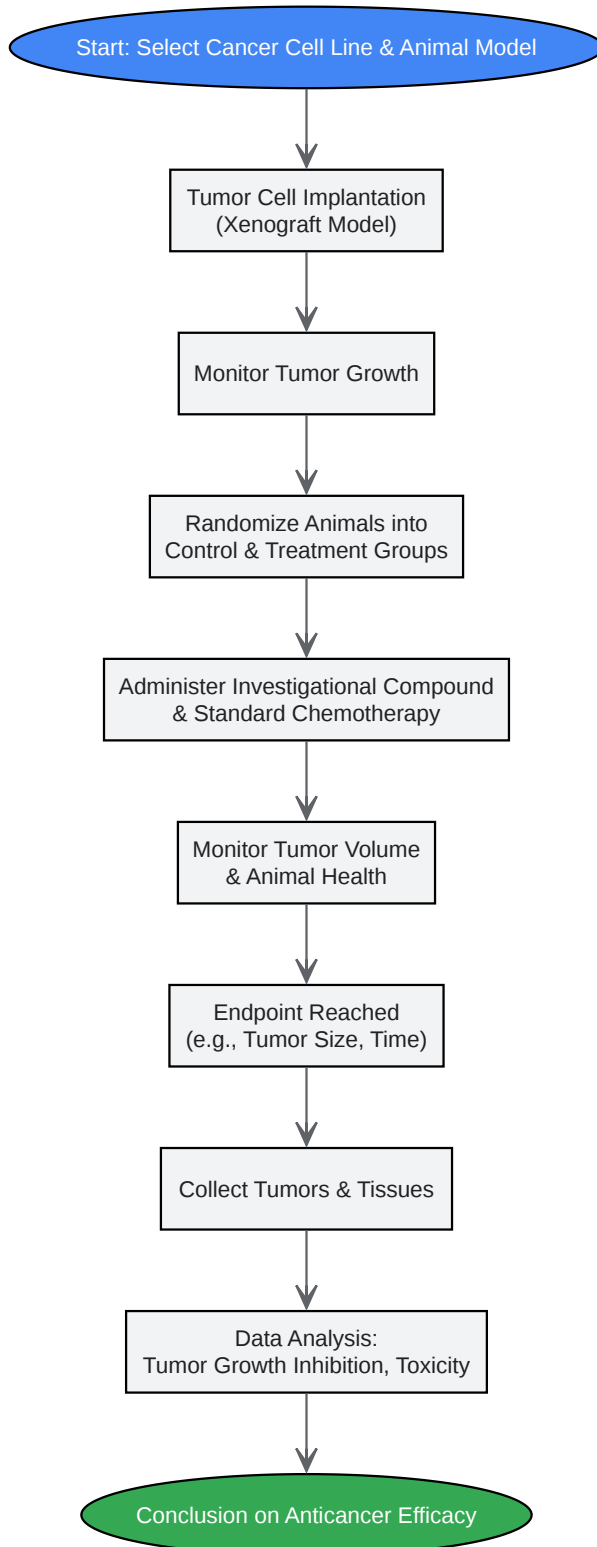 Start: Select Cancer Cell Line & Animal Model
Tumor Cell Implantation
(Xenograft Model)
Monitor Tumor Growth
Randomize Animals into
Control & Treatment Groups
Administer Investigational Compound
& Standard Chemotherapy
Monitor Tumor Volume
& Animal Health
Endpoint Reached
(e.g., Tumor Size, Time)
Collect Tumors & Tissues
Data Analysis:
Tumor Growth Inhibition, Toxicity
Conclusion on Anticancer Efficacy